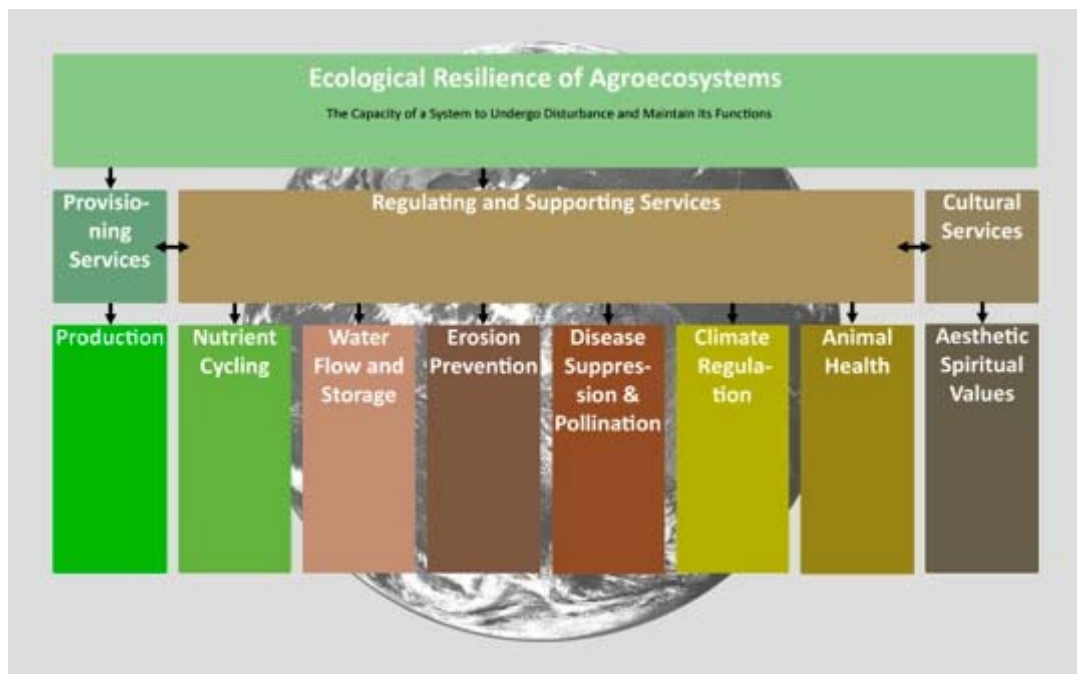 Ecological Resilience of Agroecosystems
The Capacity of a System to Undergo Disturbance and Maintain its Functions
Provisio-
ning
Services
Regulating and Supporting Services
Cultural
Services
Production
Nutrient
Cycling
Water
Flow and
Storage
Erosion
Prevention
Disease
Suppres-
sion &
Pollination
Climate
Regula-
tion
Animal
Health
Aesthetic
Spiritual
Values